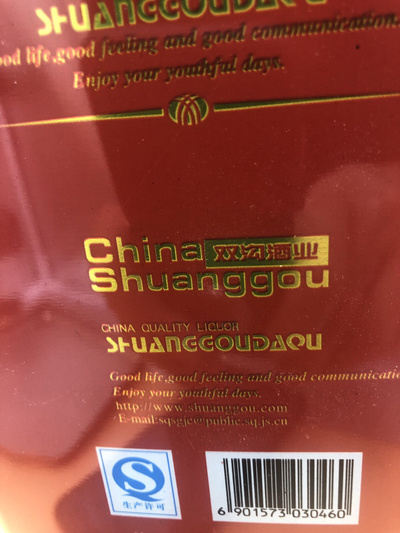 SHUANGGOUDAQU
ood life,good feeling and good communication.
Enjoy your youthful days.
China 双沟酒业
Shuanggou
CHINA QUALITY LIQUOR
SHUANGGOUDAQU
Good life,good feeling and good communicatio
Enjoy your youthful days.
http://www.shuanggou.com
E-mail:sqsgjc@public.sq.js.cn
生产许可
6 901573 030460